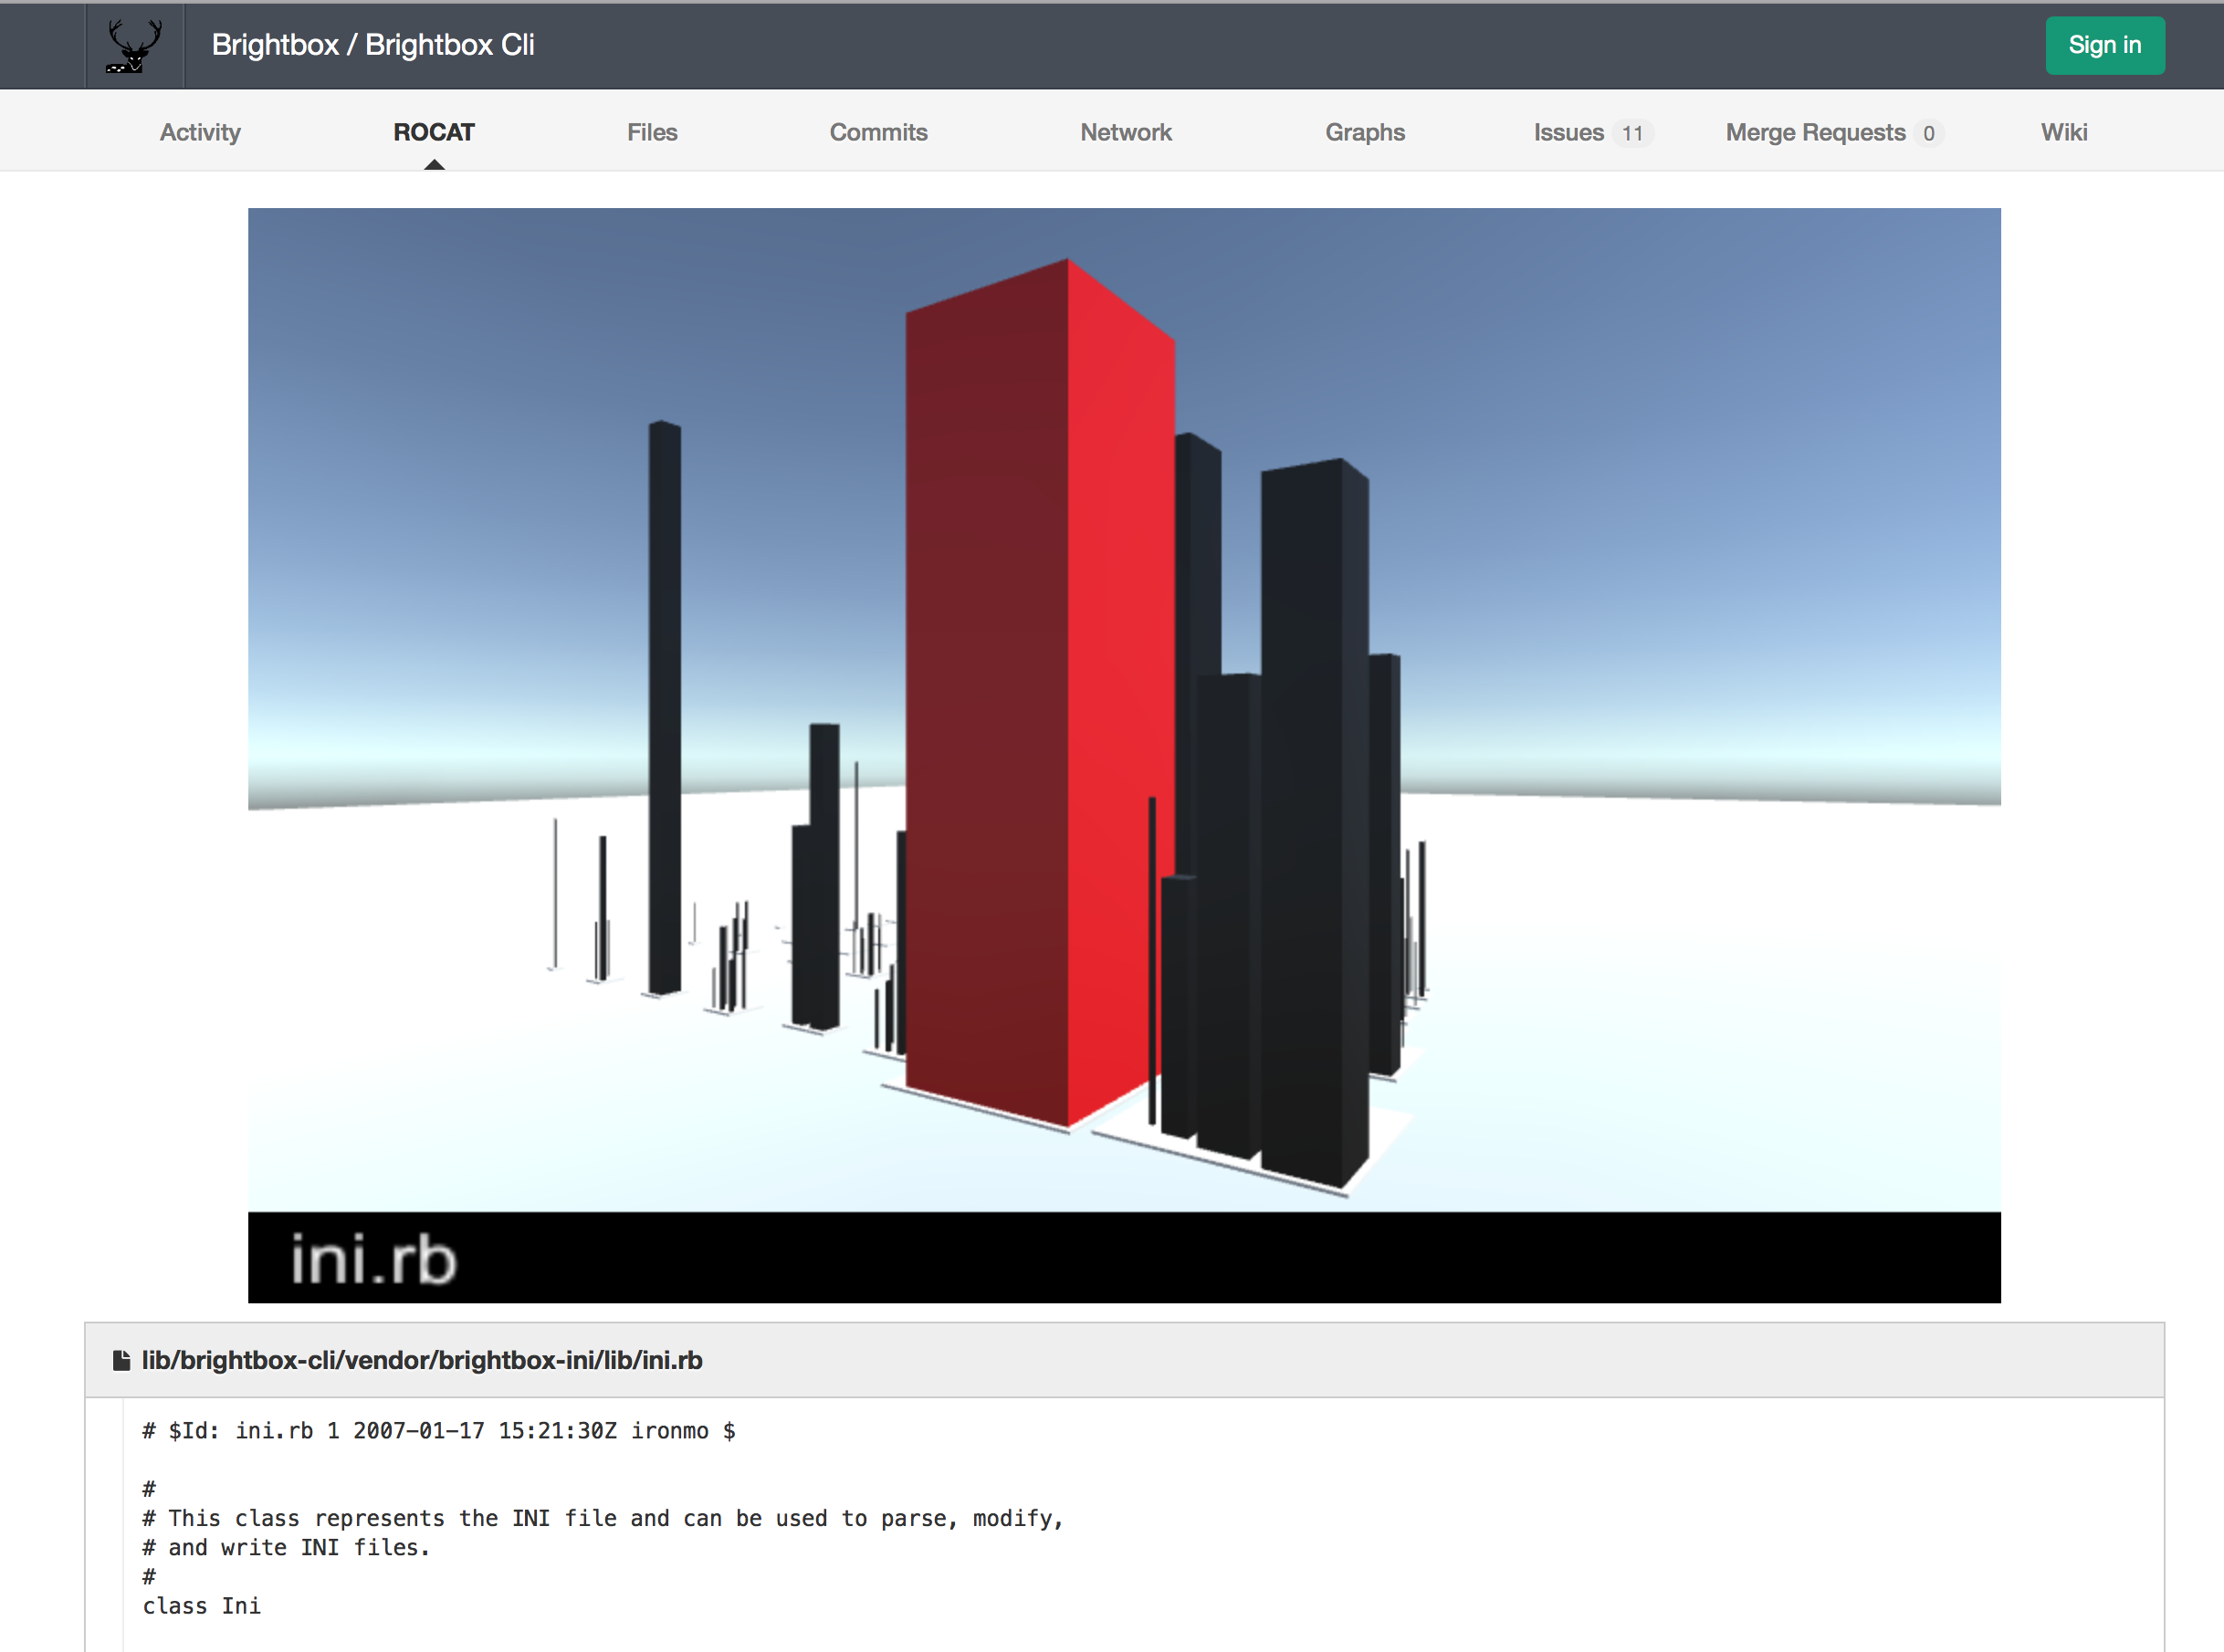 Brightbox / Brightbox Cli
Sign in
Activity
ROCAT
Files
Commits
Network
Graphs
Issues 11
Merge Requests 0
Wiki
ini.rb
lib/brightbox-cli/vendor/brightbox-ini/lib/ini.rb
# $Id: ini.rb 1 2007-01-17 15:21:30Z ironmo $
#
# This class represents the INI file and can be used to parse, modify,
# and write INI files.
#
class Ini